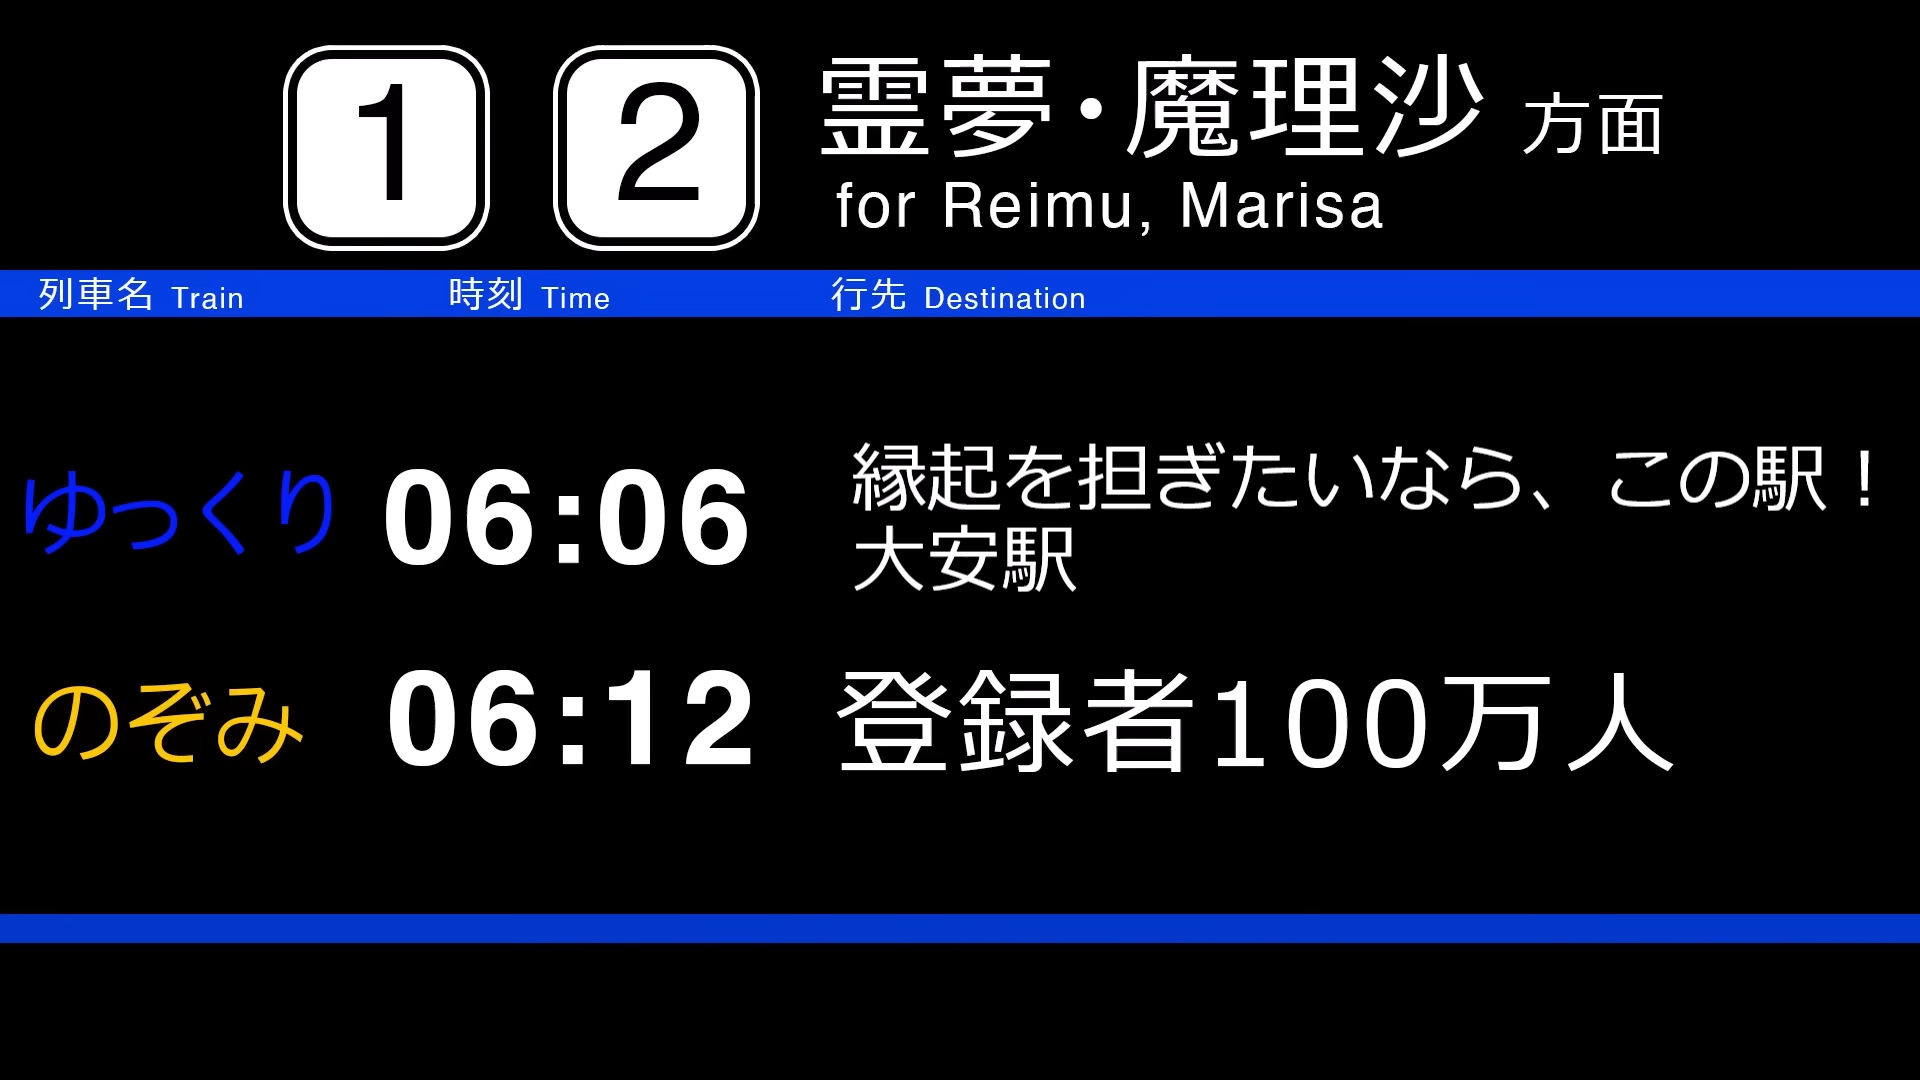 1 2 霊夢・魔理沙 方面
for Reimu, Marisa
列車名 Train 時刻 Time 行先 Destination
ゆっくり 06:06 縁起を担ぎたいなら、この駅！
大安駅
のぞみ 06:12 登録者100万人